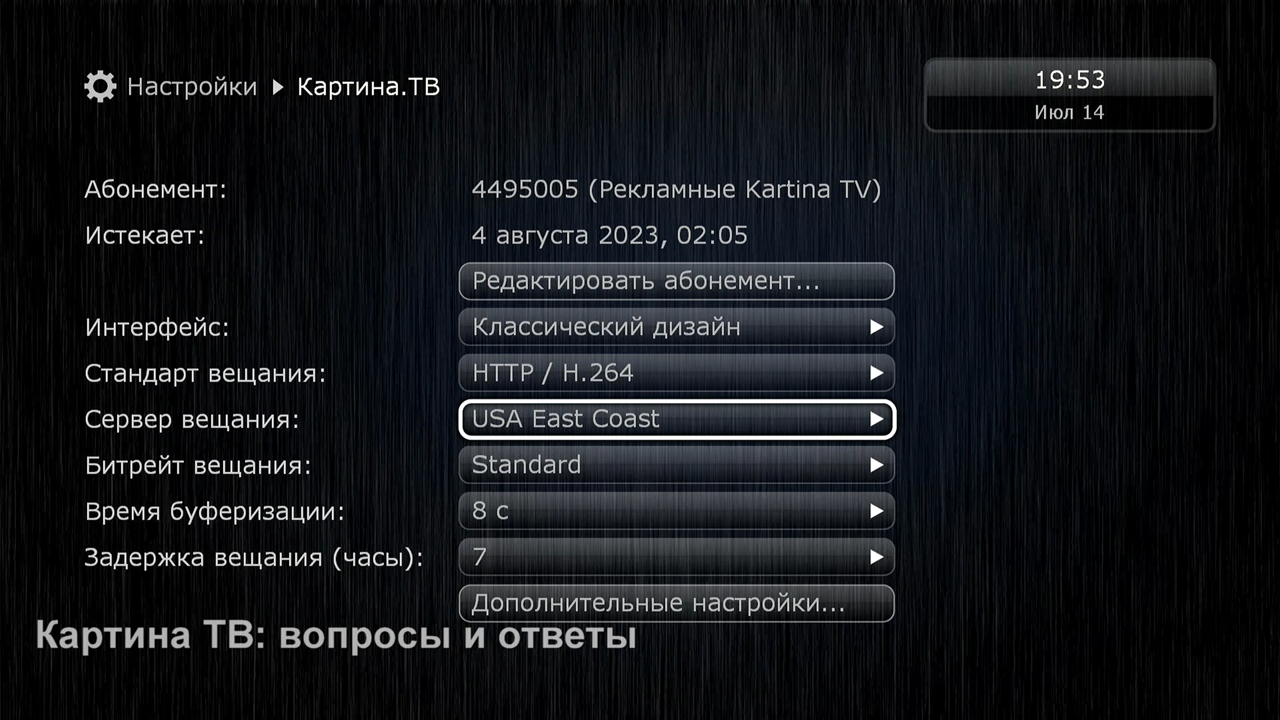 Настройки ▶ Картина.ТВ
19:53
Июл 14
Абонемент: 4495005 (Рекламные Kartina TV)
Истекает: 4 августа 2023, 02:05
Редактировать абонемент...
Интерфейс: Классический дизайн
Стандарт вещания: HTTP / H.264
Сервер вещания: USA East Coast
Битрейт вещания: Standard
Время буферизации: 8 с
Задержка вещания (часы): 7
Дополнительные настройки...
Картина ТВ: вопросы и ответы